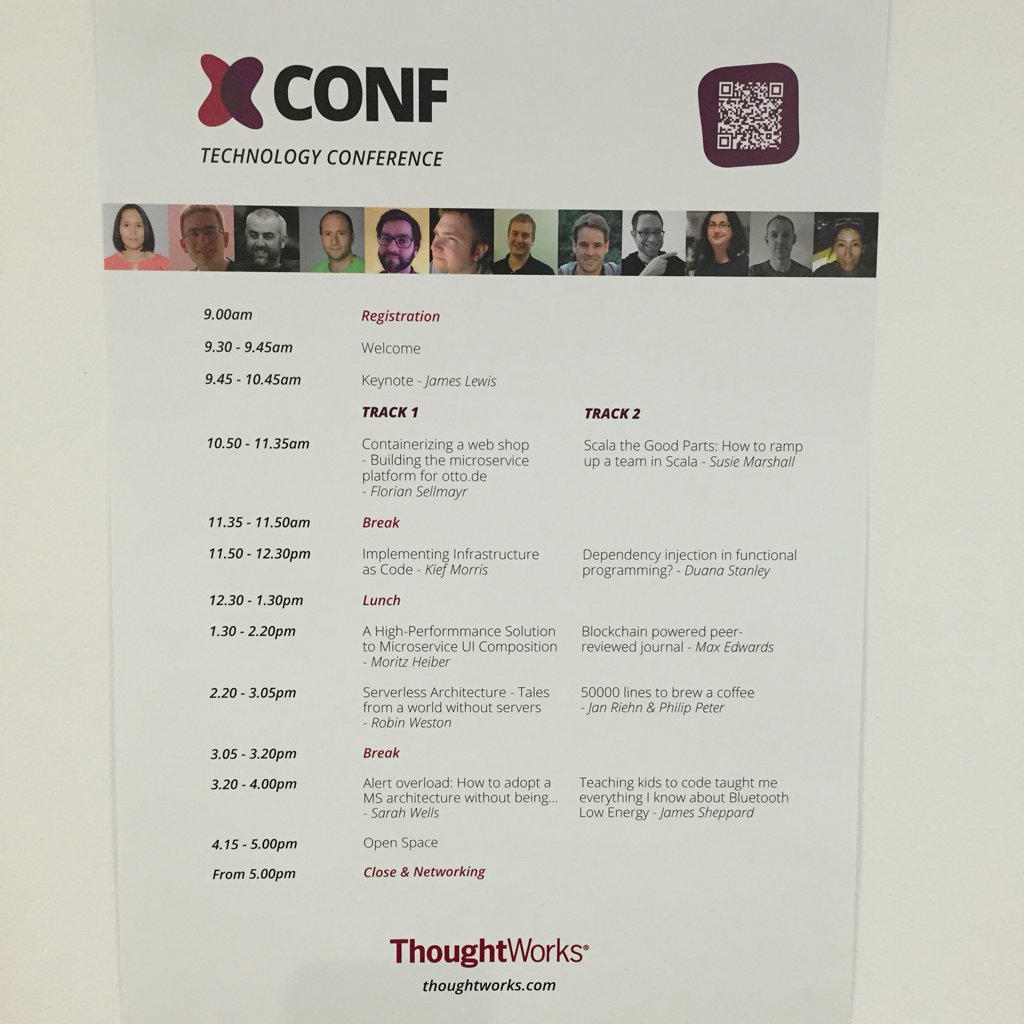 X CONF
TECHNOLOGY CONFERENCE
9.00am Registration
9.30 - 9.45am Welcome
9.45 - 10.45am Keynote - James Lewis
TRACK 1 TRACK 2
10.50 - 11.35am
Containerizing a web shop
- Building the microservice
platform for otto.de
- Florian Sellmayr
Scala the Good Parts: How to ramp
up a team in Scala - Susie Marshall
11.35 - 11.50am Break
11.50 - 12.30pm
Implementing Infrastructure
as Code - Kief Morris
Dependency injection in functional
programming? - Duana Stanley
12.30 - 1.30pm Lunch
1.30 - 2.20pm
A High-Performmance Solution
to Microservice UI Composition
- Moritz Heiber
Blockchain powered peer-
reviewed journal - Max Edwards
2.20 - 3.05pm
Serverless Architecture - Tales
from a world without servers
- Robin Weston
50000 lines to brew a coffee
- Jan Riehn & Philip Peter
3.05 - 3.20pm Break
3.20 - 4.00pm
Alert overload: How to adopt a
MS architecture without being...
- Sarah Wells
Teaching kids to code taught me
everything I know about Bluetooth
Low Energy - James Sheppard
4.15 - 5.00pm Open Space
From 5.00pm Close & Networking
ThoughtWorks®
thoughtworks.com